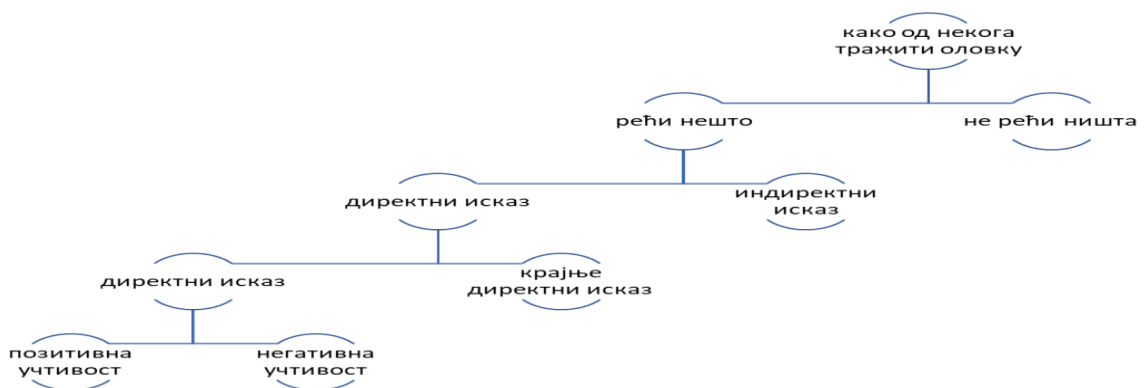 како од некога
тражити оловку
рећи нешто
не рећи ништа
директни исказ
индиректни
исказ
директни исказ
крајње
директни исказ
позитивна
учтивост
негативна
учтивост